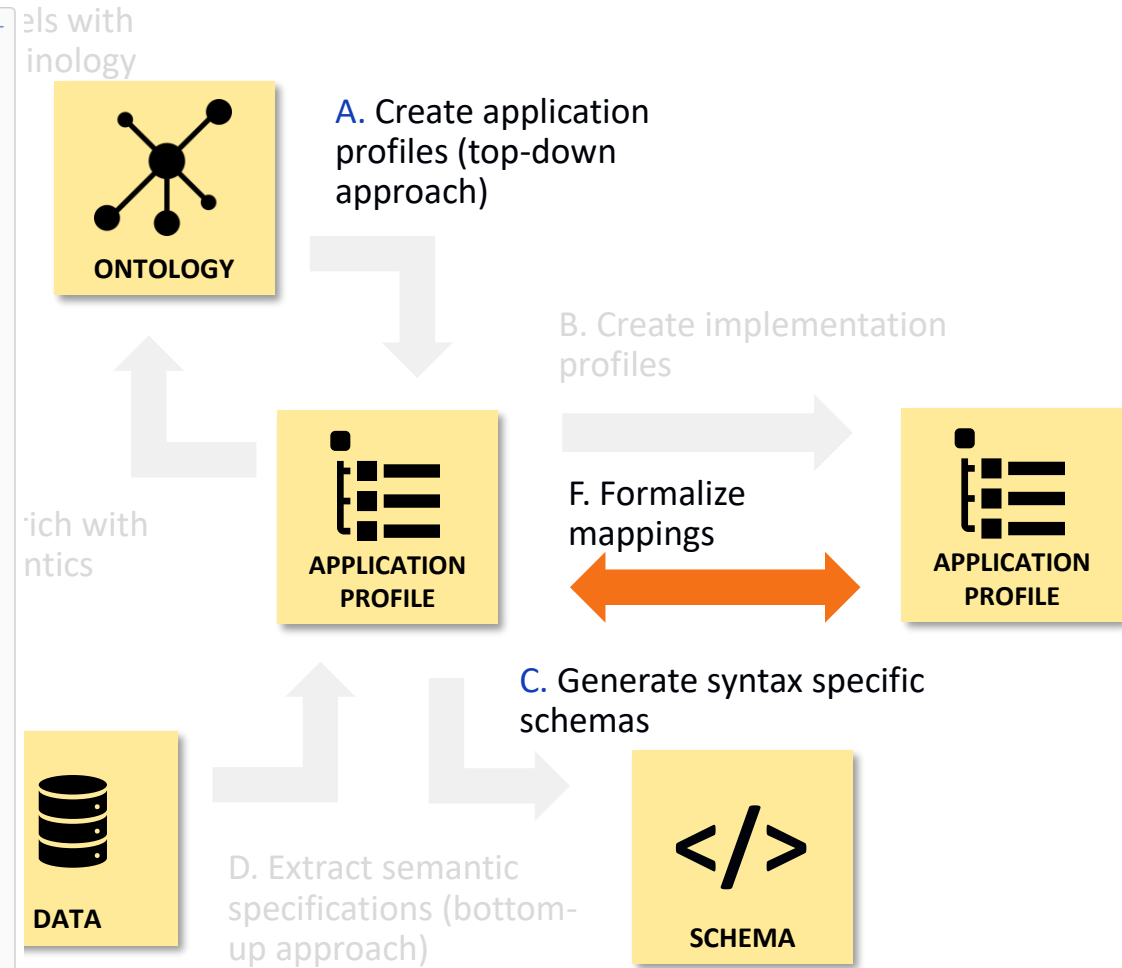 els with
inology
A. Create application
profiles (top-down
approach)
ONTOLOGY
B. Create implementation
profiles
F. Formalize
mappings
rich with
ntics
APPLICATION
PROFILE
APPLICATION
PROFILE
C. Generate syntax specific
schemas
</>
D. Extract semantic
specifications (bottom-
up approach)
DATA
SCHEMA